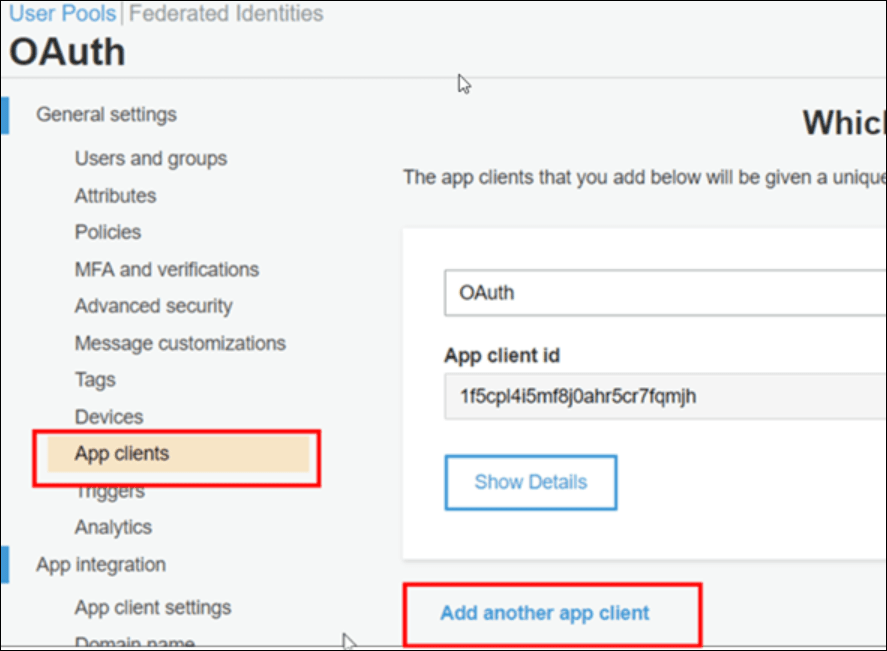 User Pools | Federated Identities
OAuth
General settings
Users and groups
Attributes
Policies
MFA and verifications
Advanced security
Message customizations
Tags
Devices
App clients
Triggers
Analytics
App integration
App client settings
Domain name
Whicl
The app clients that you add below will be given a unique
OAuth
App client id
1f5cpl4i5mf8j0ahr5cr7fqmjh
Show Details
Add another app client